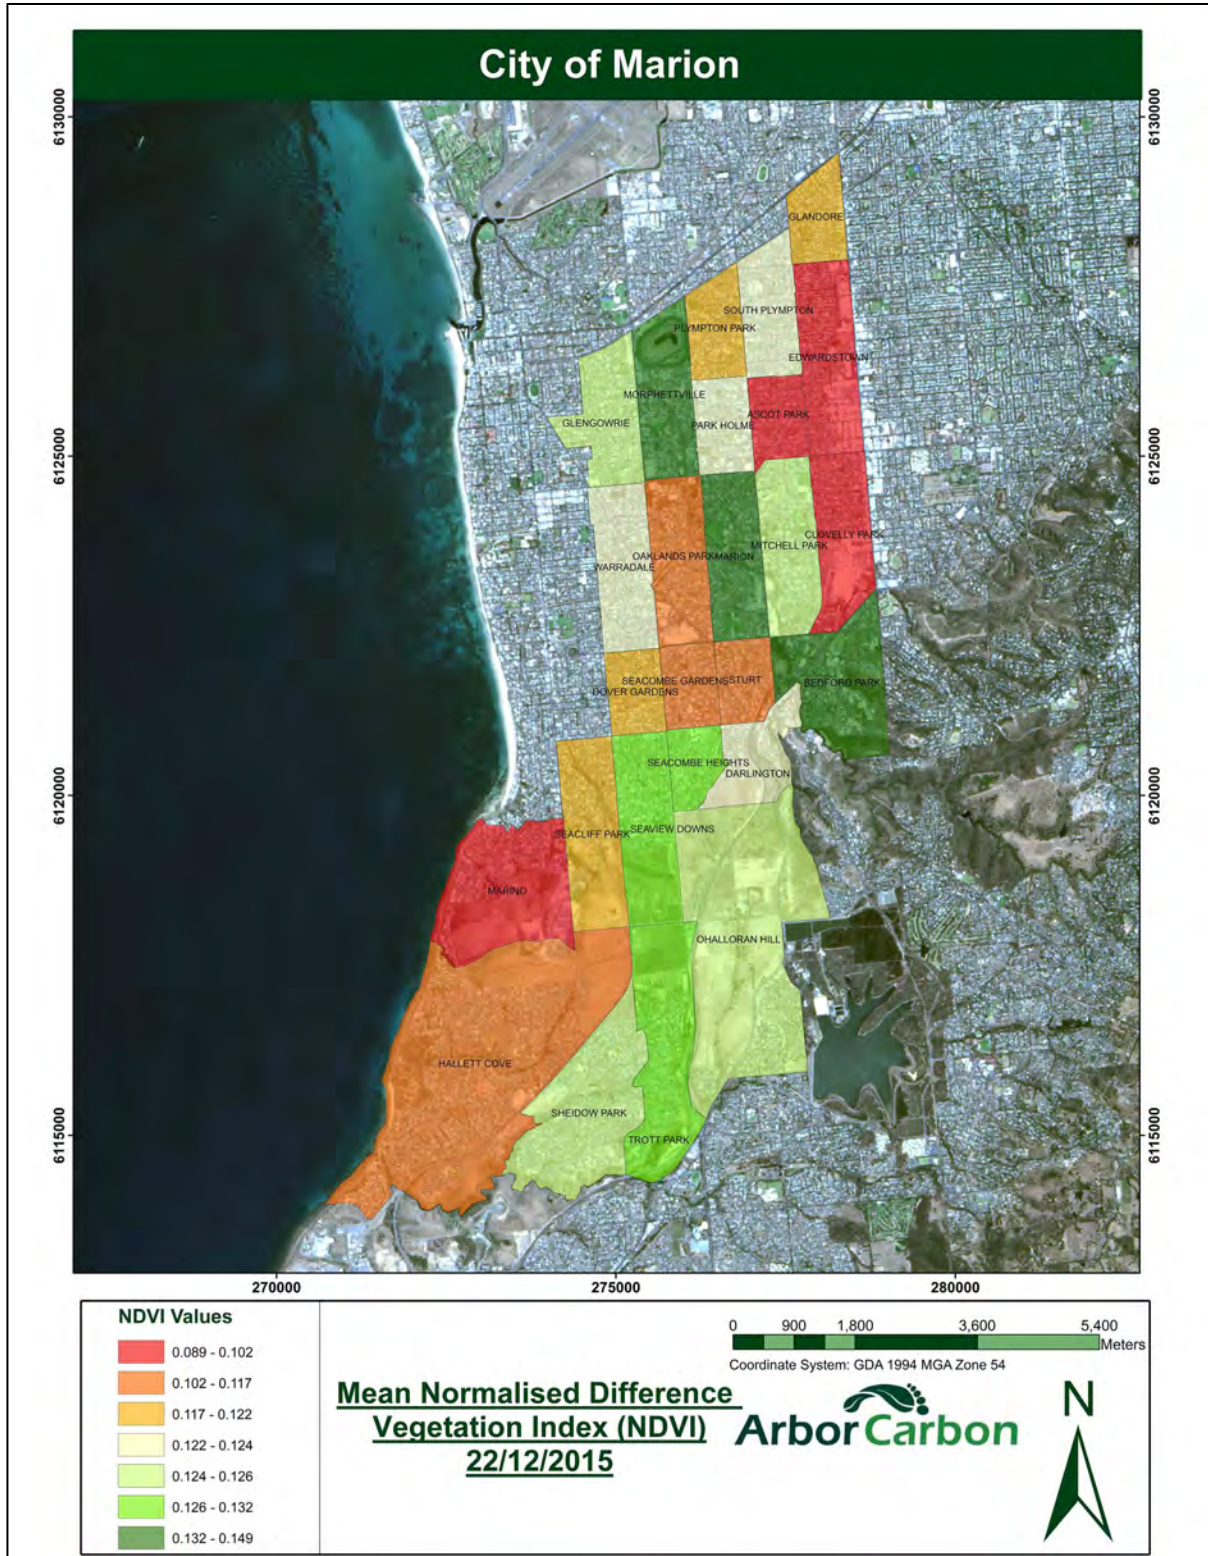 City of Marion
6130000
6130000
GLANDORE
SOUTH PLYMPTON
PLYMPTON PARK
EDWARDSTOWN
MORPHETTVILLE
ASCOT PARK
GLENGOWRIE
PARK HOLME
6125000
6125000
CLOVELLY PARK
MITCHELL PARK
OAKLANDS PARK
MARION
WARRADALE
SEACOMBE GARDENS
STURT
BEDFORD PARK
DOVER GARDENS
SEACOMBE HEIGHTS
DARLINGTON
6120000
6120000
SEACLIFF PARK
SEAVIEW DOWNS
MARINO
OHALLORAN HILL
HALLETT COVE
SHEIDOW PARK
TROTT PARK
6115000
6115000
270000
275000
280000
NDVI Values
0.089 - 0.102
0.102 - 0.117
0.117 - 0.122
0.122 - 0.124
0.124 - 0.126
0.126 - 0.132
0.132 - 0.149
Mean Normalised Difference
Vegetation Index (NDVI)
22/12/2015
0 900 1,800 3,600 5,400
Meters
Coordinate System: GDA 1994 MGA Zone 54
ArborCarbon
N